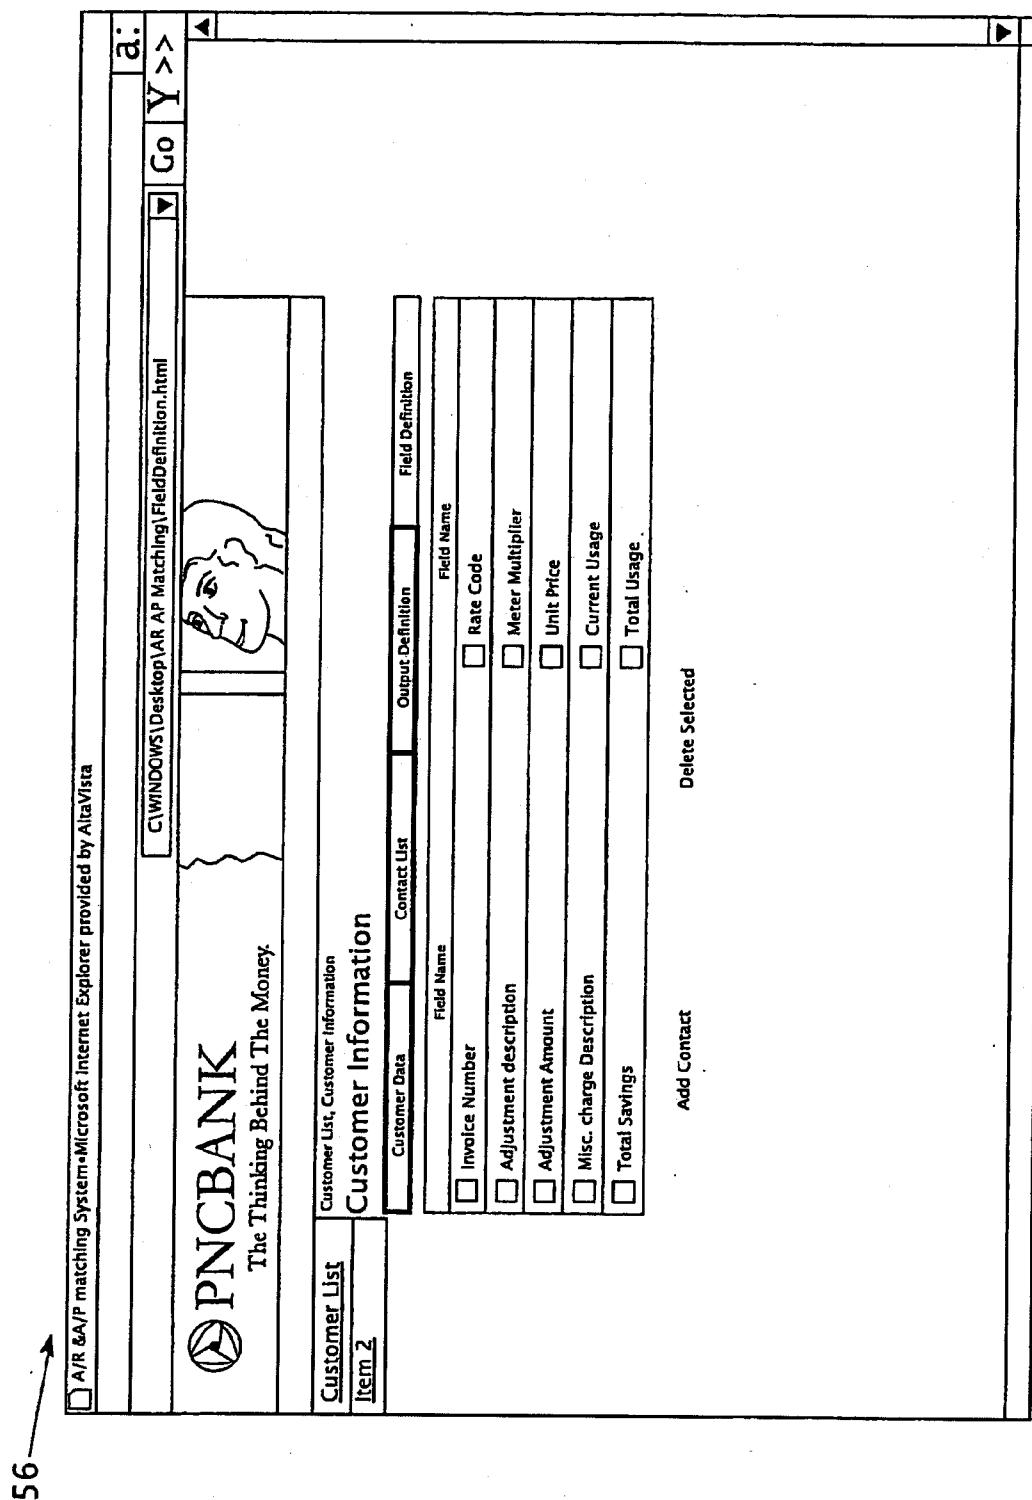 56
A/R &A/P matching System•Microsoft Internet Explorer provided by AltaVista
a:
C\WINDOWS\Desktop\AR AP Matching\FieldDefinition.html Go Y >>
PNCBANK
The Thinking Behind The Money.
Customer List
Item 2
Customer List, Customer Information
Customer Information
Customer Data Contact List Output Definition Field Definition
Field Name Field Name
Invoice Number Rate Code
Adjustment description Meter Multiplier
Adjustment Amount Unit Price
Misc. charge Description Current Usage
Total Savings Total Usage
Add Contact Delete Selected